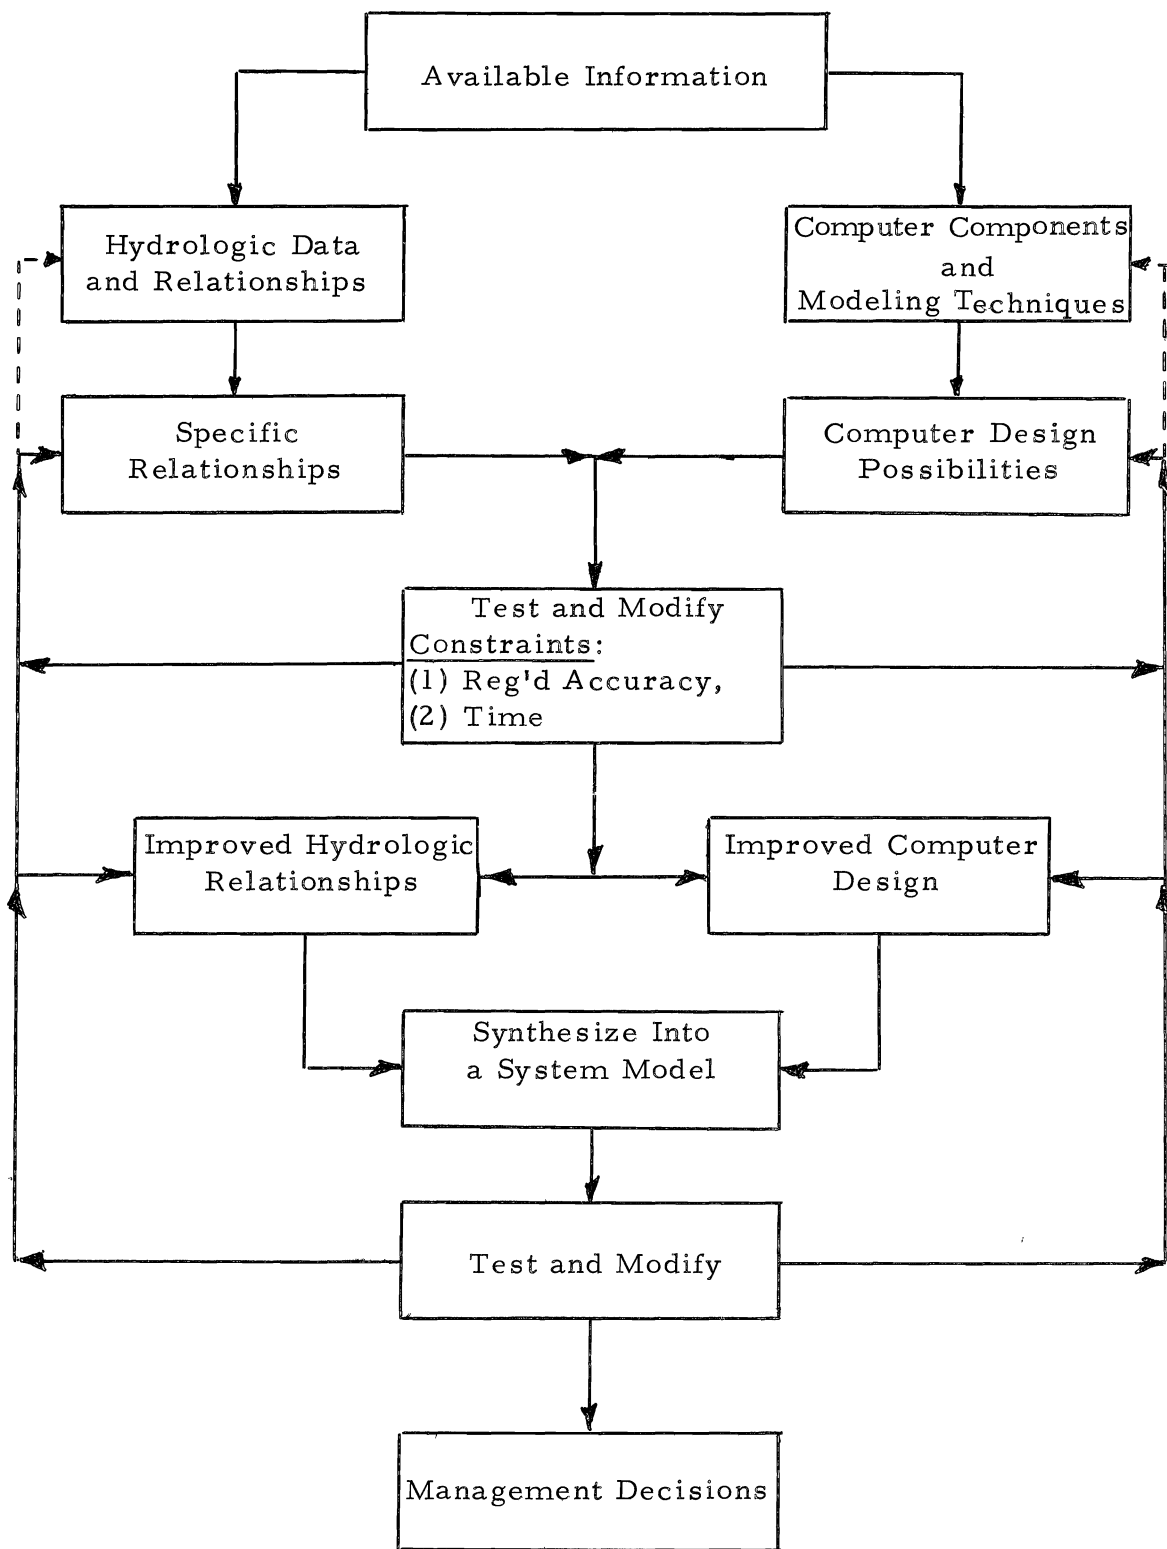 Available Information
Hydrologic Data
and Relationships
Computer Components
and
Modeling Techniques
Specific
Relationships
Computer Design
Possibilities
Test and Modify
Constraints:
(1) Reg'd Accuracy,
(2) Time
Improved Hydrologic
Relationships
Improved Computer
Design
Synthesize Into
a System Model
Test and Modify
Management Decisions